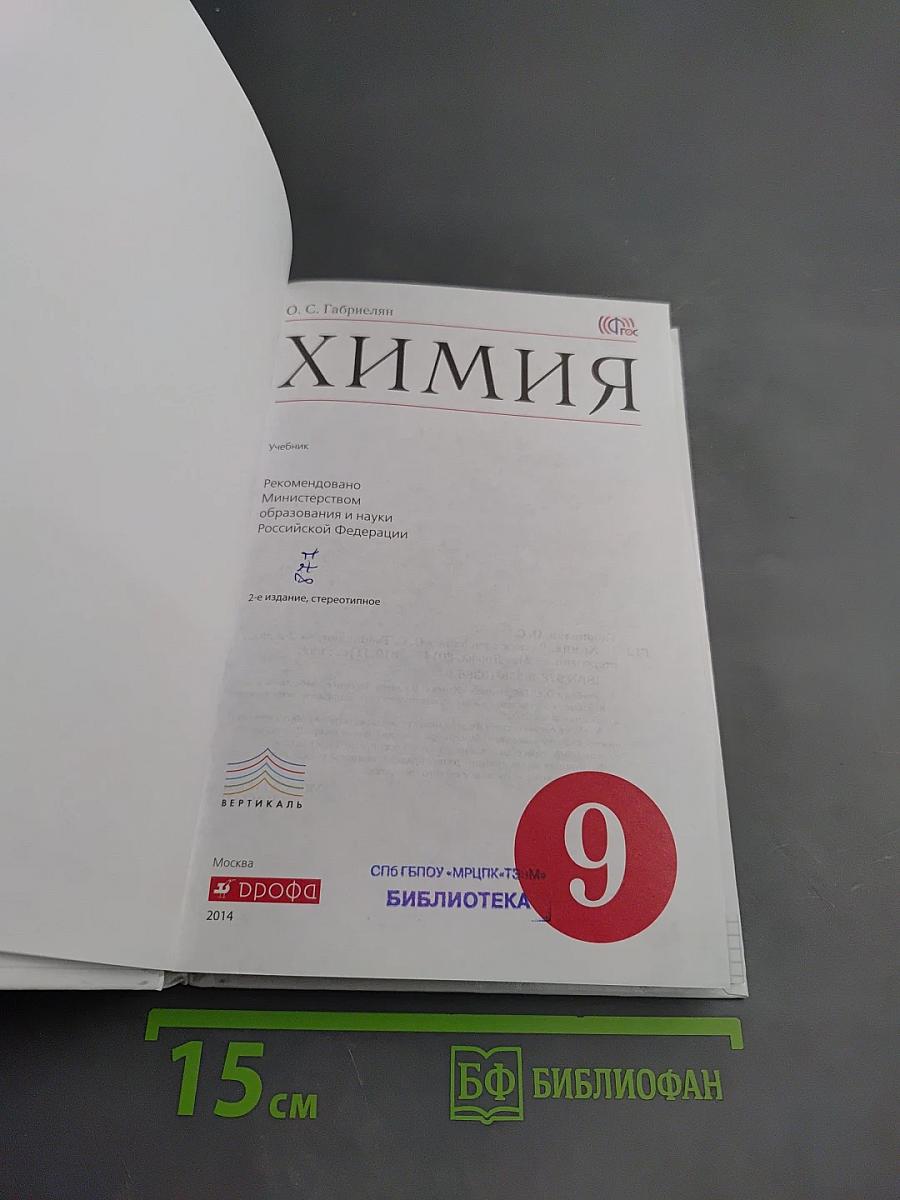 О. С. Габриелян
ФГОС
ХИМИЯ
Учебник
Рекомендовано
Министерством
образования и науки
Российской Федерации
2-е издание, стереотипное
ВЕРТИКАЛЬ
Москва
ДРОФА
2014
СПб ГБПОУ «МРЦПК«ТЭиМ»
БИБЛИОТЕКА
9
15 см
БФ БИБЛИОФАН